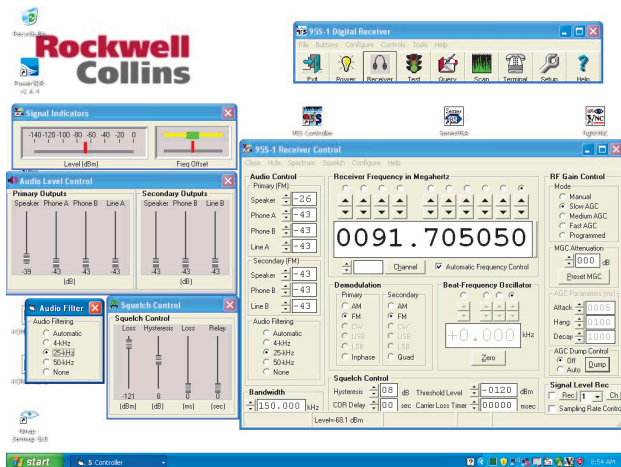 Rockwell
Collins
95S-1 Digital Receiver
File Buttons Configure Controls Tools Help
Exit Power Receiver Test Query Scan Terminal Setup Help
Signal Indicators
-140 -120 -100 -80 -60 -40 -20 0
Level (dBm) Freq Offset
Audio Level Control
Primary Outputs Secondary Outputs
Speaker Phone A Phone B Line A Speaker Phone A Phone B Line B
-39 -43 -43 -43 -43 -43 -43 -43
(dB) (dB)
Audio Filter
Audio Filtering
Automatic
4-kHz
25-kHz
50-kHz
None
Squelch Control
Squelch Control
Loss Hysteresis Loss Relay
-121 8 0 0
(dBm) (dB) (ms) (sec)
95S-1 Receiver Control
Close Hide Spectrum Squelch Configure Help
Audio Control
Primary (FM)
Speaker -26
Phone A -43
Phone B -43
Line A -43
Secondary (FM)
Speaker -43
Phone B -43
Line B -43
Audio Filtering
Automatic
4-kHz
25-kHz
50-kHz
None
Bandwidth
150.000 kHz
Receiver Frequency in Megahertz
0091.705050
Channel Automatic Frequency Control
Demodulation
Primary Secondary
AM AM
FM FM
CW CW
USB USB
LSB LSB
Inphase Quad
Beat-Frequency Oscillator
+0.000 kHz
Zero
Squelch Control
Hysteresis 08 dB Threshold Level -0120 dBm
COR Delay 00 sec Carrier Loss Timer 00000 msec
Level=-68.1 dBm
RF Gain Control
Mode
Manual
Slow AGC
Medium AGC
Fast AGC
Programmed
MGC Attenuation
000 dB
Preset MGC
AGC Parameters (ms)
Attack 0005
Hang 0100
Decay 1000
AGC Dump Control
Off
Auto
Dump
Signal Level Rec
Rec 1 Ch
Sampling Rate Contro
start
S Controller
8:54 AM